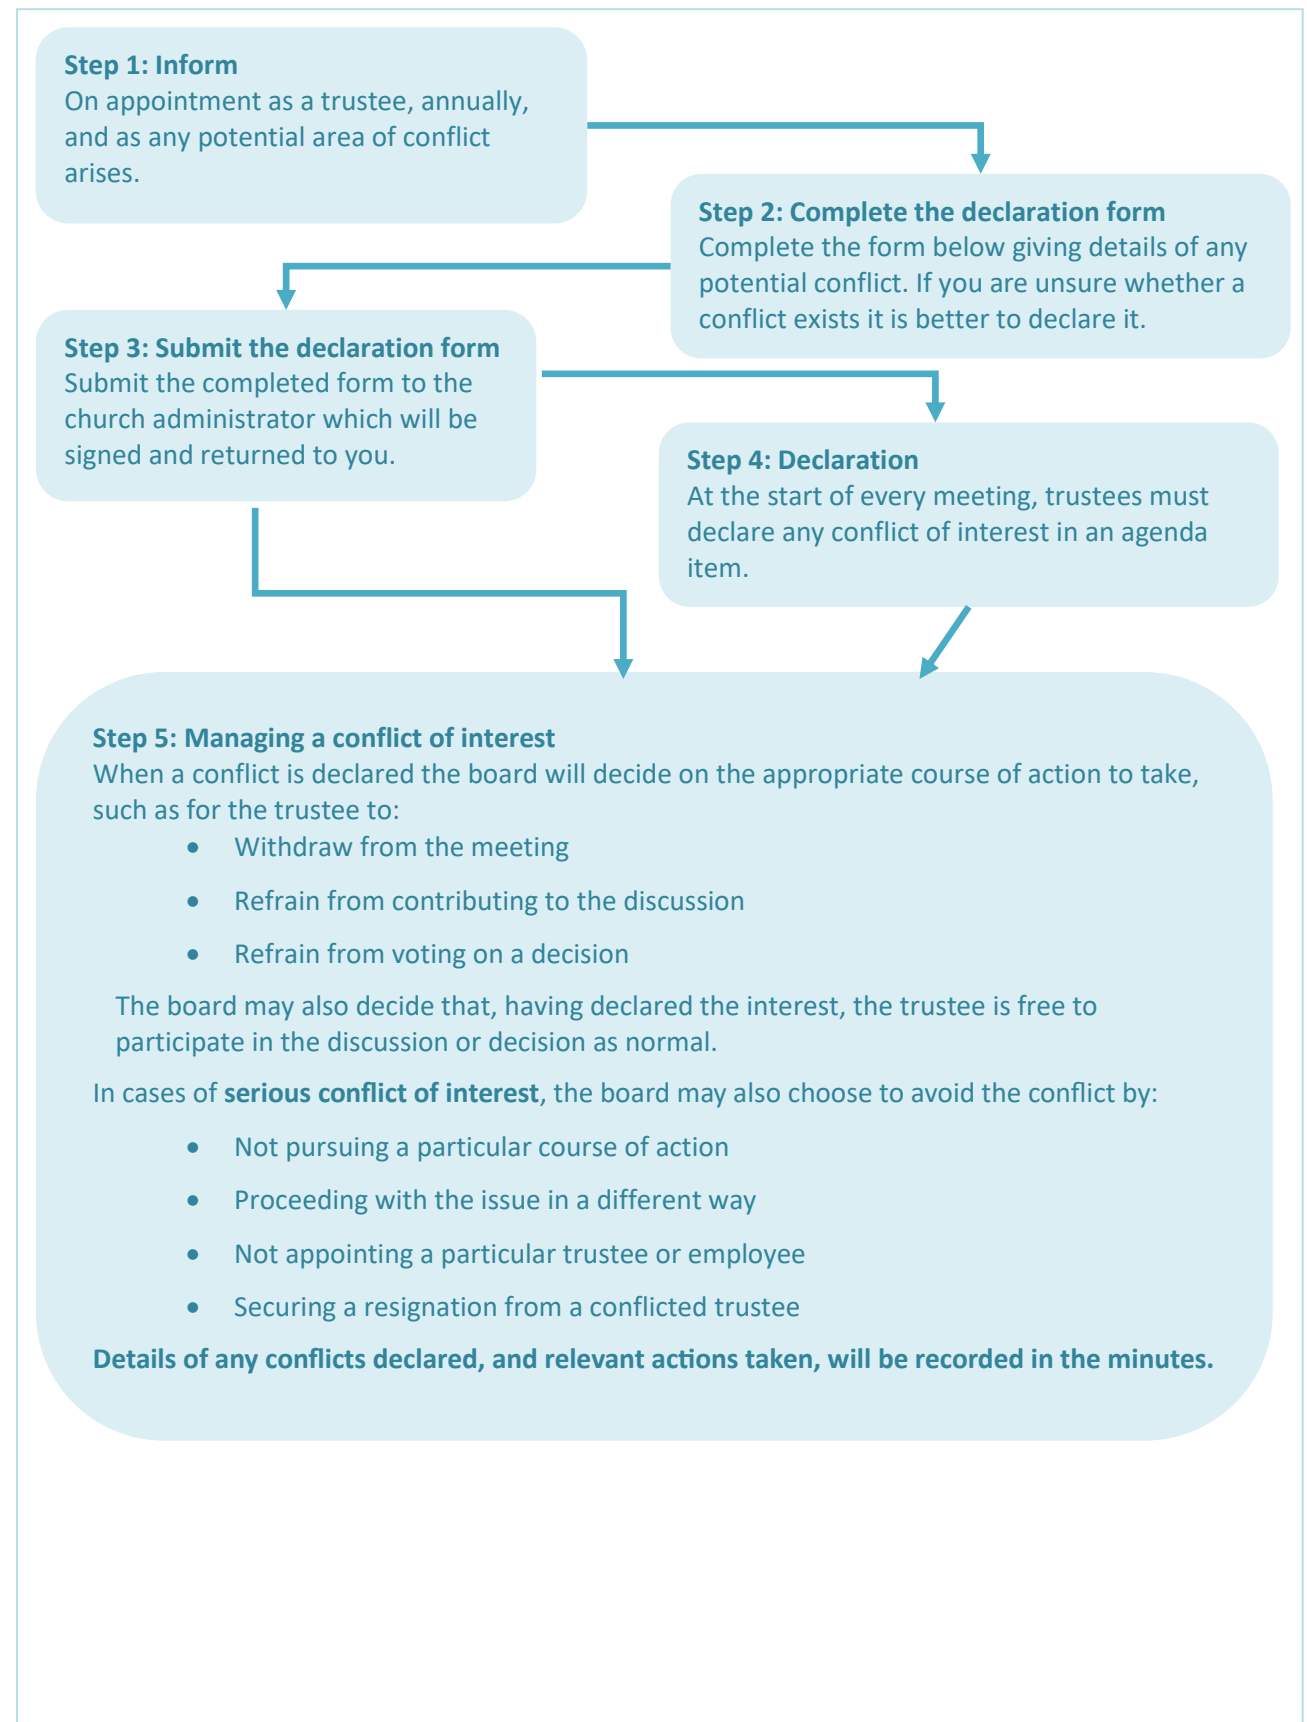 Step 1: Inform
On appointment as a trustee, annually,
and as any potential area of conflict
arises.
Step 2: Complete the declaration form
Complete the form below giving details of any
potential conflict. If you are unsure whether a
conflict exists it is better to declare it.
Step 3: Submit the declaration form
Submit the completed form to the
church administrator which will be
signed and returned to you.
Step 4: Declaration
At the start of every meeting, trustees must
declare any conflict of interest in an agenda
item.
Step 5: Managing a conflict of interest
When a conflict is declared the board will decide on the appropriate course of action to take,
such as for the trustee to:
• Withdraw from the meeting
• Refrain from contributing to the discussion
• Refrain from voting on a decision
The board may also decide that, having declared the interest, the trustee is free to
participate in the discussion or decision as normal.
In cases of serious conflict of interest, the board may also choose to avoid the conflict by:
• Not pursuing a particular course of action
• Proceeding with the issue in a different way
• Not appointing a particular trustee or employee
• Securing a resignation from a conflicted trustee
Details of any conflicts declared, and relevant actions taken, will be recorded in the minutes.